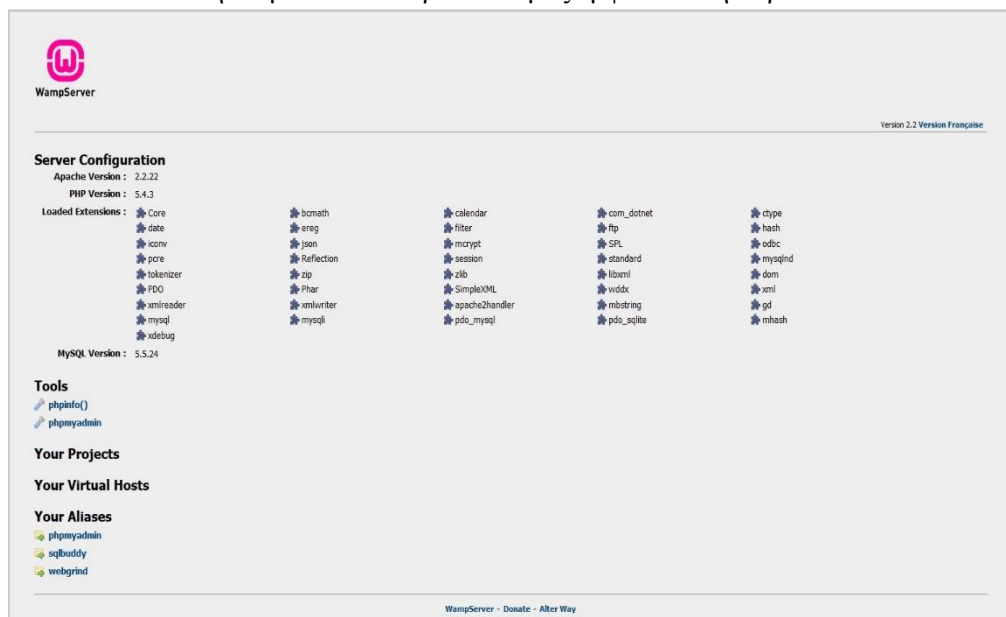 WampServer
Version 2.2 Version Française
Server Configuration
Apache Version : 2.2.22
PHP Version : 5.4.3
Loaded Extensions : Core bcmath calendar com_dotnet ctype
date ereg filter ftp hash
iconv json mcrypt SPL odbc
pcre Reflection session standard mysqlnd
tokenizer zip zlib libxml dom
PDO Phar SimpleXML wddx xml
xmlreader xmlwriter apache2handler mbstring gd
mysql mysqli pdo_mysql pdo_sqlite mhash
xdebug
MySQL Version : 5.5.24
Tools
phpinfo()
phpmyadmin
Your Projects
Your Virtual Hosts
Your Aliases
phpmyadmin
sqlbuddy
webgrind
WampServer - Donate - Alter Way